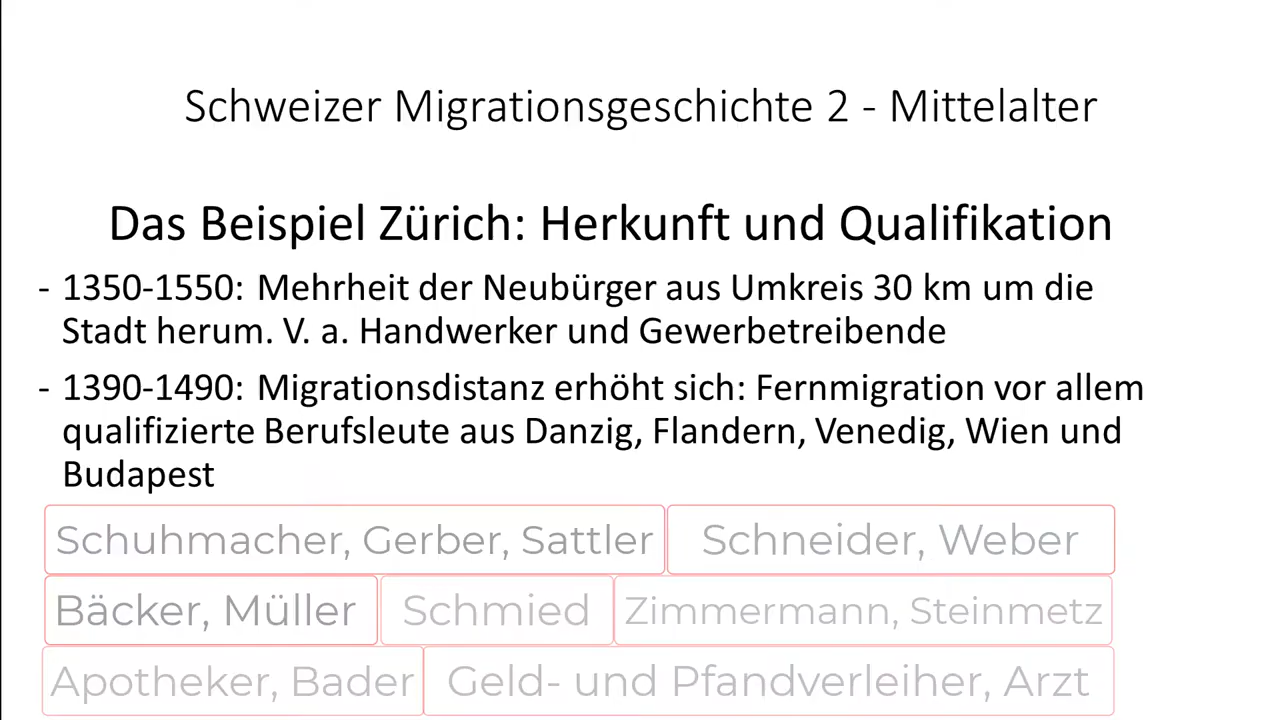 Schweizer Migrationsgeschichte 2 - Mittelalter
Das Beispiel Zürich: Herkunft und Qualifikation
- 1350-1550: Mehrheit der Neubürger aus Umkreis 30 km um die
Stadt herum. V. a. Handwerker und Gewerbetreibende
- 1390-1490: Migrationsdistanz erhöht sich: Fernmigration vor allem
qualifizierte Berufsleute aus Danzig, Flandern, Venedig, Wien und
Budapest
Schuhmacher, Gerber, Sattler
Schneider, Weber
Bäcker, Müller
Schmied
Zimmermann, Steinmetz
Apotheker, Bader
Geld- und Pfandverleiher, Arzt